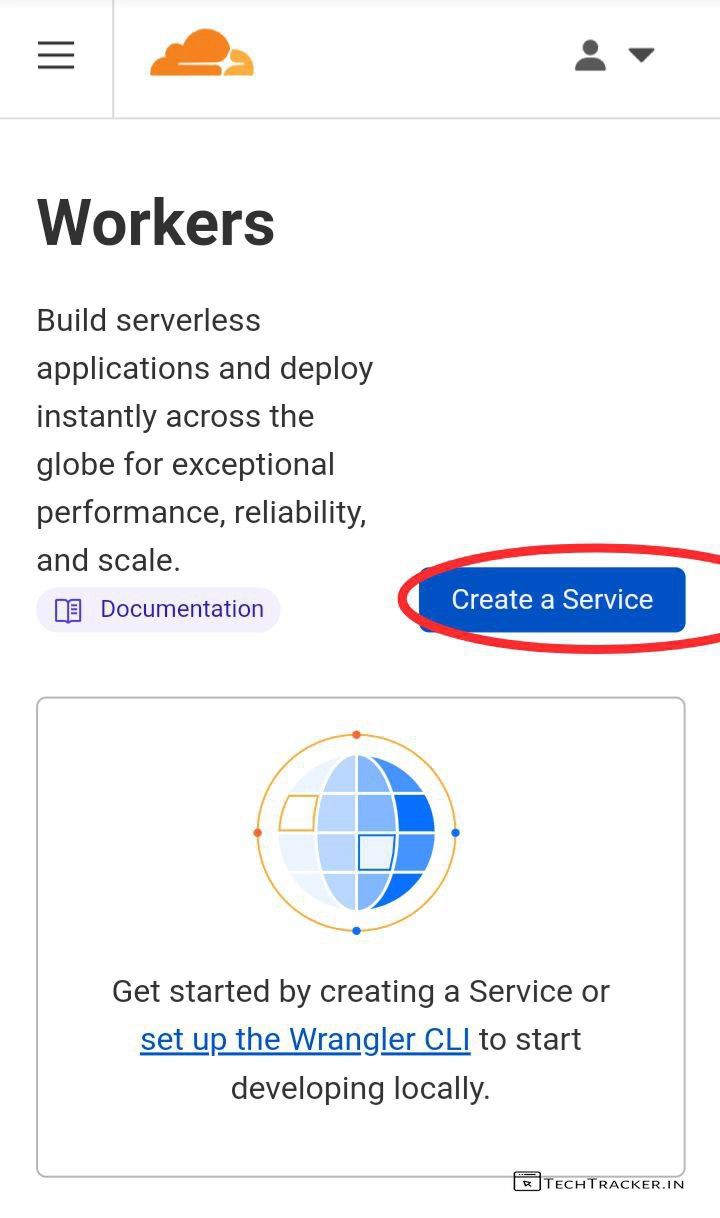 Workers
Build serverless
applications and deploy
instantly across the
globe for exceptional
performance, reliability,
and scale.
Documentation
Create a Service
Get started by creating a Service or
set up the Wrangler CLI to start
developing locally.
TECHTRACKER.IN